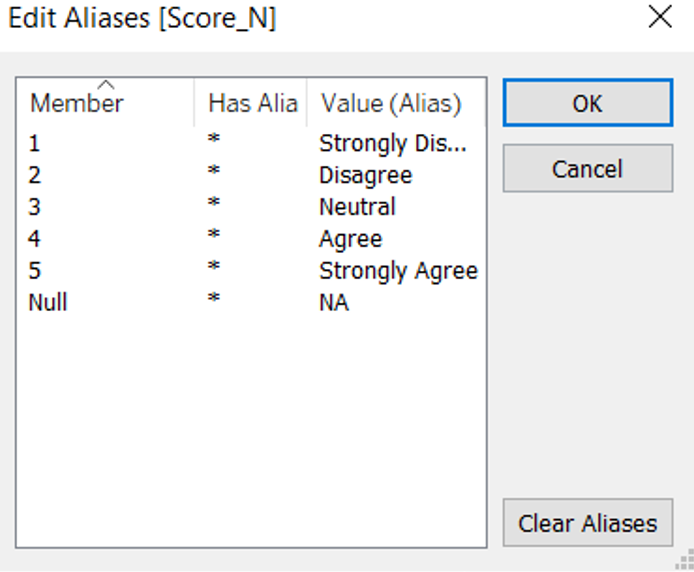 Edit Aliases [Score_N]
Member Has Alia Value (Alias) OK
1 * Strongly Dis...
2 * Disagree Cancel
3 * Neutral
4 * Agree
5 * Strongly Agree
Null * NA
Clear Aliases